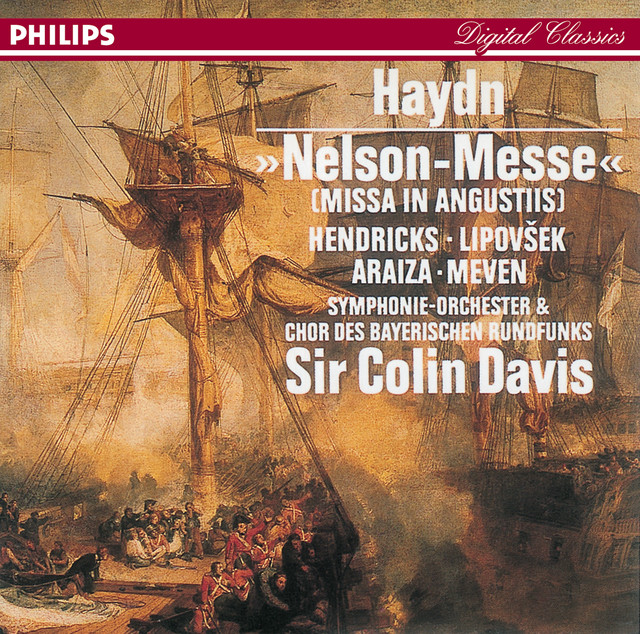 PHILIPS
Digital Classics
Haydn
»Nelson-Messe«
(MISSA IN ANGUSTIIS)
HENDRICKS · LIPOVŠEK
ARAIZA · MEVEN
SYMPHONIE-ORCHESTER &
CHOR DES BAYERISCHEN RUNDFUNKS
Sir Colin Davis